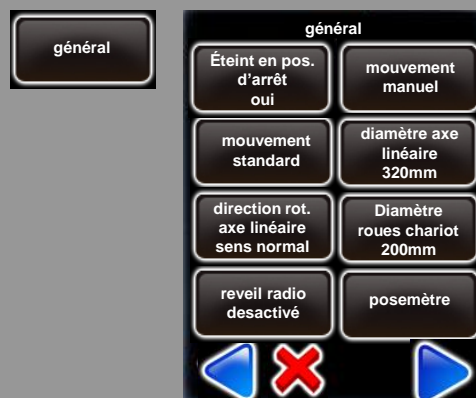 général
général
Éteint en pos.
d'arrêt
oui
mouvement
manuel
mouvement
standard
diamètre axe
linéaire
320mm
direction rot.
axe linéaire
sens normal
Diamètre
roues chariot
200mm
reveil radio
desactivé
posemètre